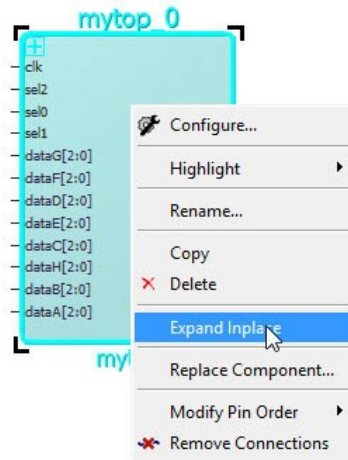 mytop_0
clk
sel2
sel0
sel1
dataG[2:0]
dataF[2:0]
dataD[2:0]
dataE[2:0]
dataC[2:0]
dataH[2:0]
dataB[2:0]
dataA[2:0]
Configure...
Highlight
Rename...
Copy
Delete
Expand Inplace
Replace Component...
Modify Pin Order
Remove Connections